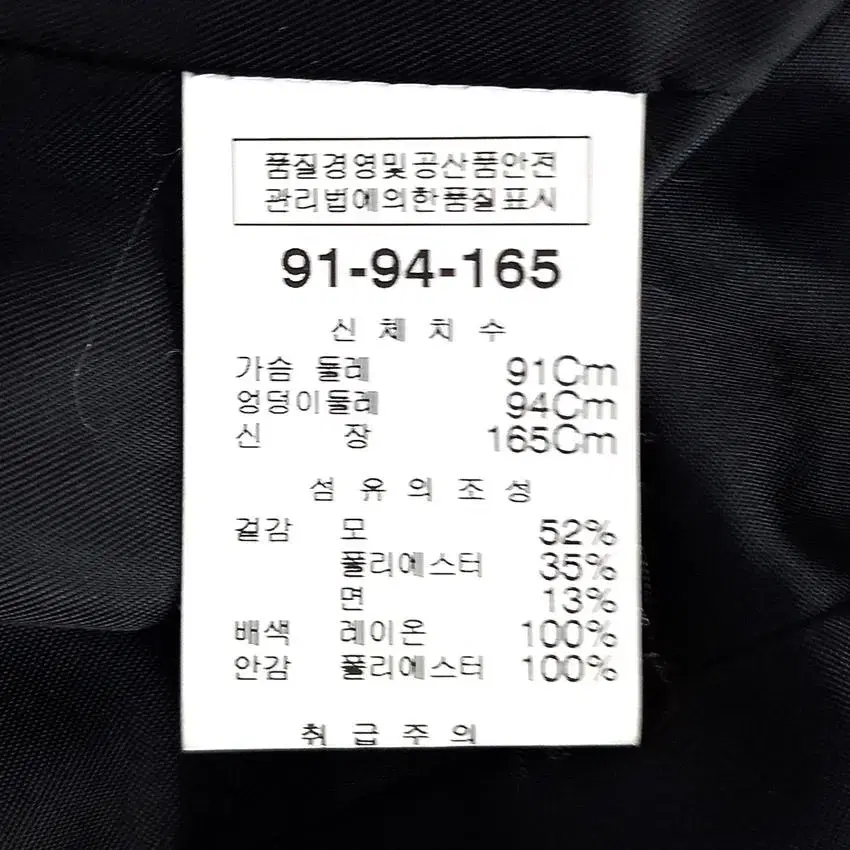 품질경영및공산품안전
관리법에의한품질표시
91-94-165
신 체 치 수
가슴 둘레 91Cm
엉덩이둘레 94Cm
신 장 165Cm
섬 유 의 조 성
겉감 모 52%
폴리에스터 35%
면 13%
배색 레이온 100%
안감 폴리에스터 100%
취 급 주 의